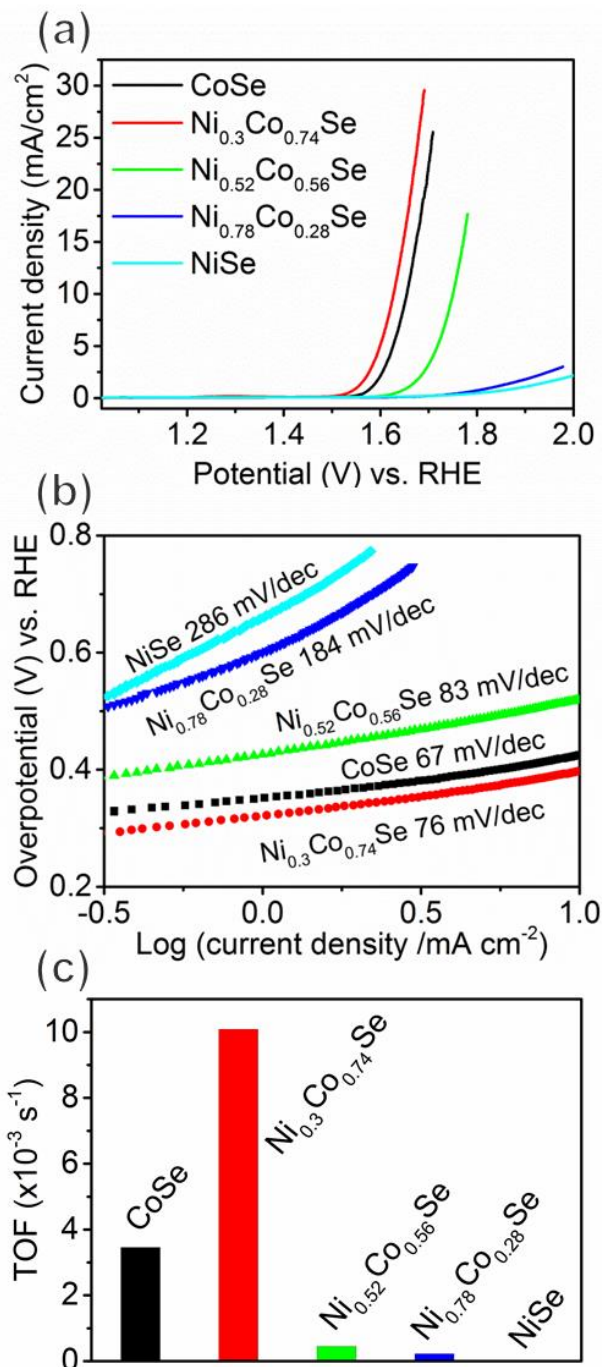 (a)
30
25
20
15
10
5
0
Current density (mA/cm²)
CoSe
Ni₀.₃Co₀.₇₄Se
Ni₀.₅₂Co₀.₅₆Se
Ni₀.₇₈Co₀.₂₈Se
NiSe
1.2 1.4 1.6 1.8 2.0
Potential (V) vs. RHE
(b)
0.8
0.6
0.4
0.2
Overpotential (V) vs. RHE
NiSe 286 mV/dec
Ni₀.₇₈Co₀.₂₈Se 184 mV/dec
Ni₀.₅₂Co₀.₅₆Se 83 mV/dec
CoSe 67 mV/dec
Ni₀.₃Co₀.₇₄Se 76 mV/dec
-0.5 0.0 0.5 1.0
Log (current density /mA cm⁻²)
(c)
10
8
6
4
2
0
TOF (x10⁻³ s⁻¹)
CoSe
Ni₀.₃Co₀.₇₄Se
Ni₀.₅₂Co₀.₅₆Se
Ni₀.₇₈Co₀.₂₈Se
NiSe